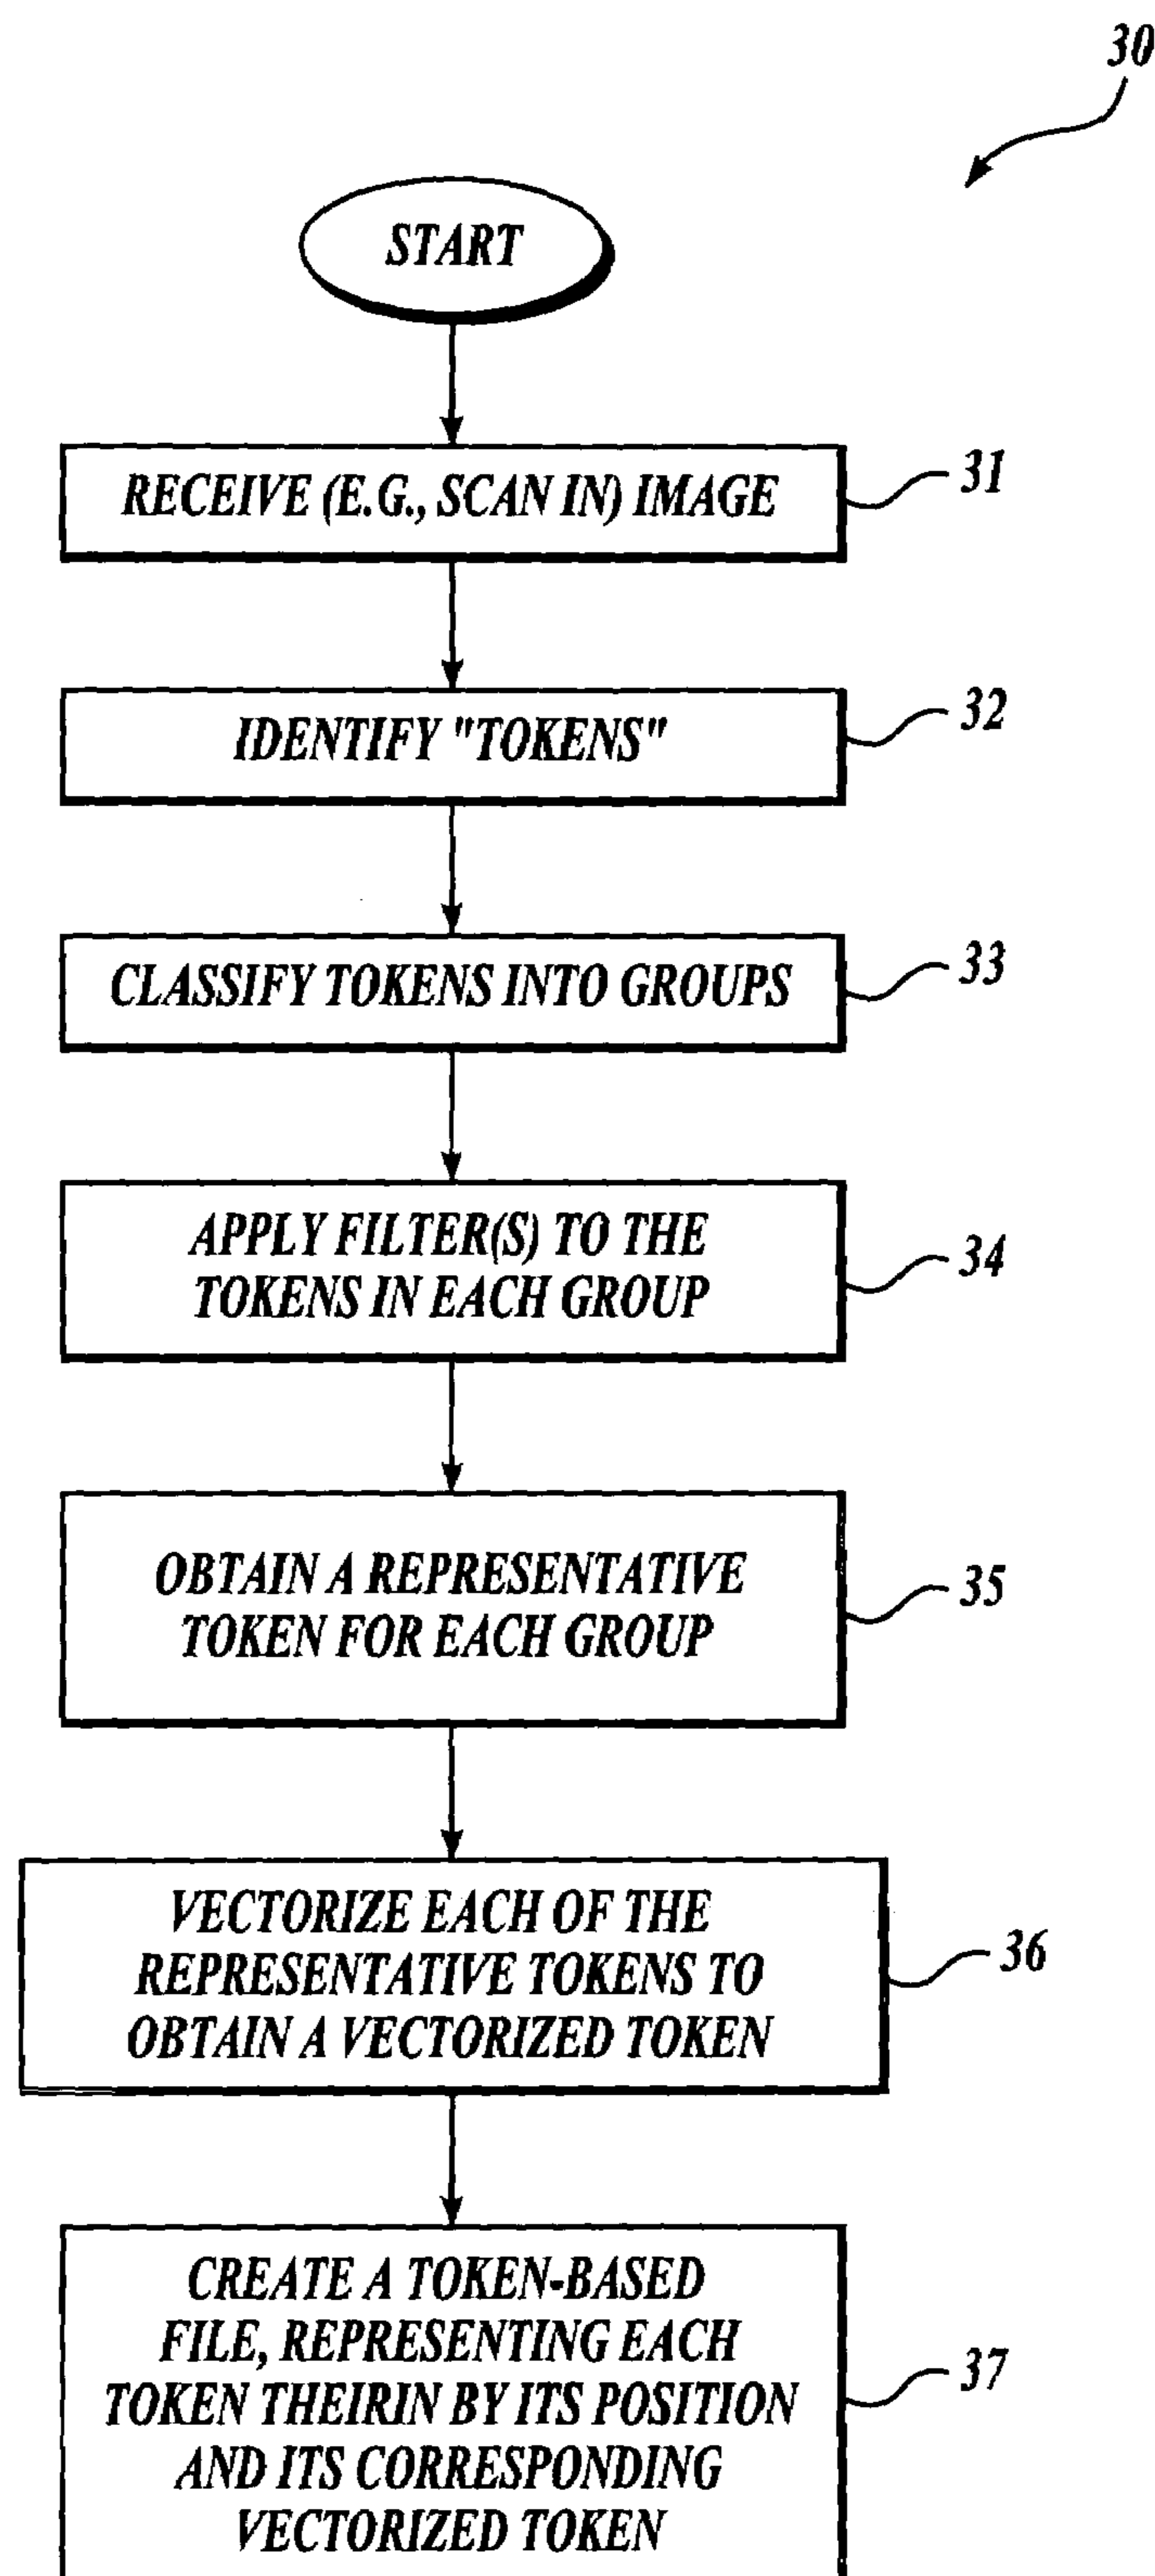 30
START
RECEIVE (E.G., SCAN IN) IMAGE
31
IDENTIFY "TOKENS"
32
CLASSIFY TOKENS INTO GROUPS
33
APPLY FILTER(S) TO THE
TOKENS IN EACH GROUP
34
OBTAIN A REPRESENTATIVE
TOKEN FOR EACH GROUP
35
VECTORIZE EACH OF THE
REPRESENTATIVE TOKENS TO
OBTAIN A VECTORIZED TOKEN
36
CREATE A TOKEN-BASED
FILE, REPRESENTING EACH
TOKEN THEIRIN BY ITS POSITION
AND ITS CORRESPONDING
VECTORIZED TOKEN
37